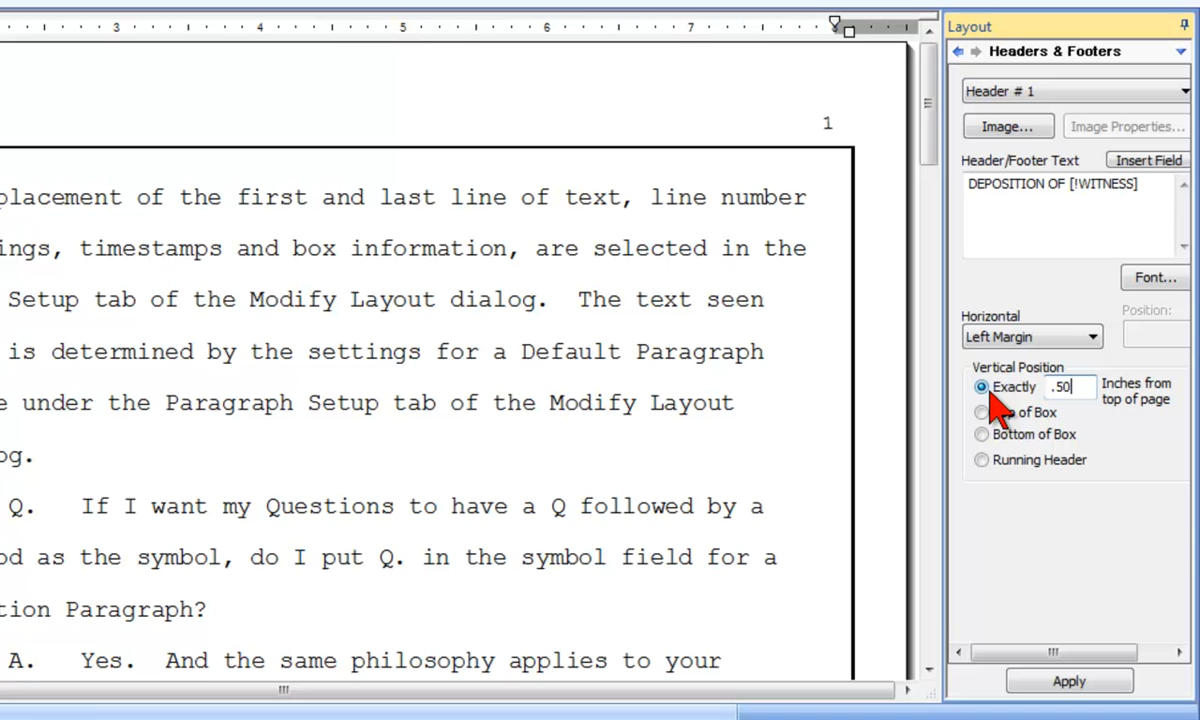 3 4 5 6 7
1
placement of the first and last line of text, line number
ings, timestamps and box information, are selected in the
Setup tab of the Modify Layout dialog. The text seen
is determined by the settings for a Default Paragraph
e under the Paragraph Setup tab of the Modify Layout
og.
Q. If I want my Questions to have a Q followed by a
od as the symbol, do I put Q. in the symbol field for a
tion Paragraph?
A. Yes. And the same philosophy applies to your
Layout
Headers & Footers
Header # 1
Image... Image Properties...
Header/Footer Text Insert Field
DEPOSITION OF [!WITNESS]
Font...
Horizontal Position:
Left Margin
Vertical Position
Exactly .50 Inches from
top of page
of Box
Bottom of Box
Running Header
Apply